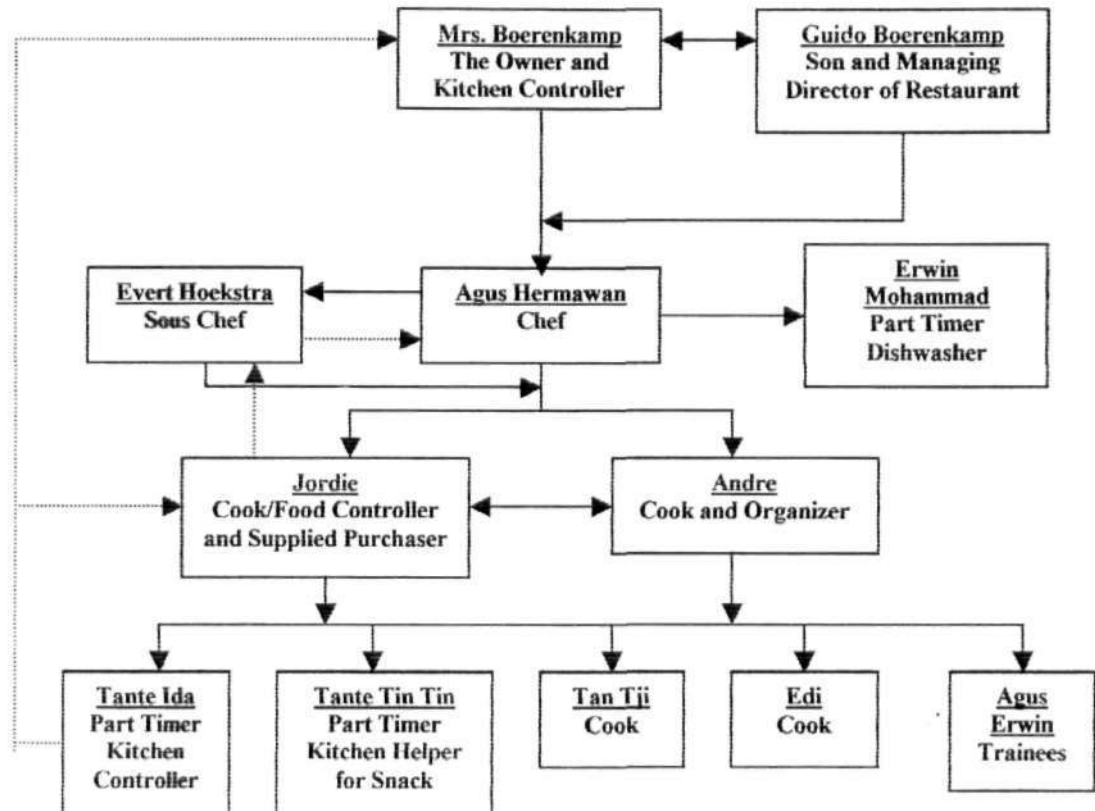 Mrs. Boerenkamp
The Owner and
Kitchen Controller
Guido Boerenkamp
Son and Managing
Director of Restaurant
Evert Hoekstra
Sous Chef
Agus Hermawan
Chef
Erwin
Mohammad
Part Timer
Dishwasher
Jordie
Cook/Food Controller
and Supplied Purchaser
Andre
Cook and Organizer
Tante Ida
Part Timer
Kitchen
Controller
Tante Tin Tin
Part Timer
Kitchen Helper
for Snack
Tan Tji
Cook
Edi
Cook
Agus
Erwin
Trainees